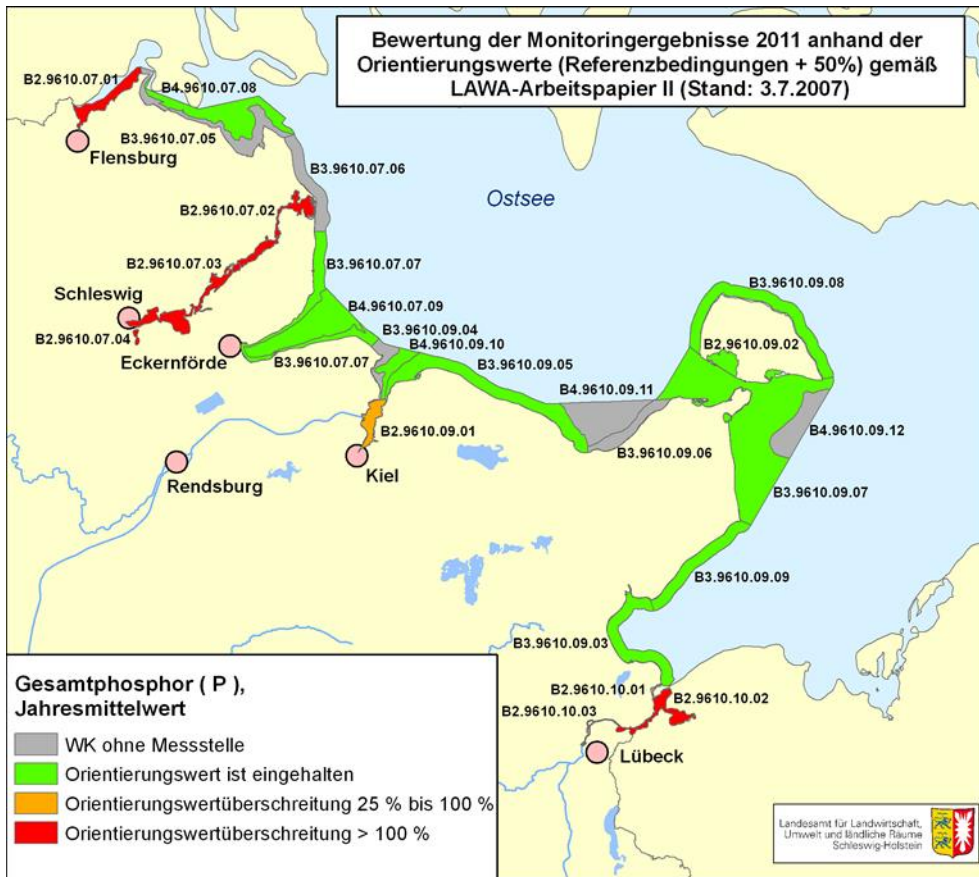 Bewertung der Monitoringergebnisse 2011 anhand der
Orientierungswerte (Referenzbedingungen + 50%) gemäß
LAWA-Arbeitspapier II (Stand: 3.7.2007)
B2.9610.07.01
B4.9610.07.08
B3.9610.07.05
Flensburg
B3.9610.07.06
Ostsee
B2.9610.07.02
B2.9610.07.03
B3.9610.07.07
B3.9610.09.08
Schleswig
B4.9610.07.09
B2.9610.07.04
B3.9610.09.04
B2.9610.09.02
B4.9610.09.10
Eckernförde
B3.9610.07.07
B3.9610.09.05
B4.9610.09.11
B4.9610.09.12
B2.9610.09.01
B3.9610.09.06
Kiel
Rendsburg
B3.9610.09.07
B3.9610.09.09
B3.9610.09.03
B2.9610.10.01
B2.9610.10.02
B2.9610.10.03
Lübeck
Gesamtphosphor ( P ),
Jahresmittelwert
WK ohne Messstelle
Orientierungswert ist eingehalten
Orientierungswertüberschreitung 25 % bis 100 %
Orientierungswertüberschreitung > 100 %
Landesamt für Landwirtschaft,
Umwelt und ländliche Räume
Schleswig-Holstein